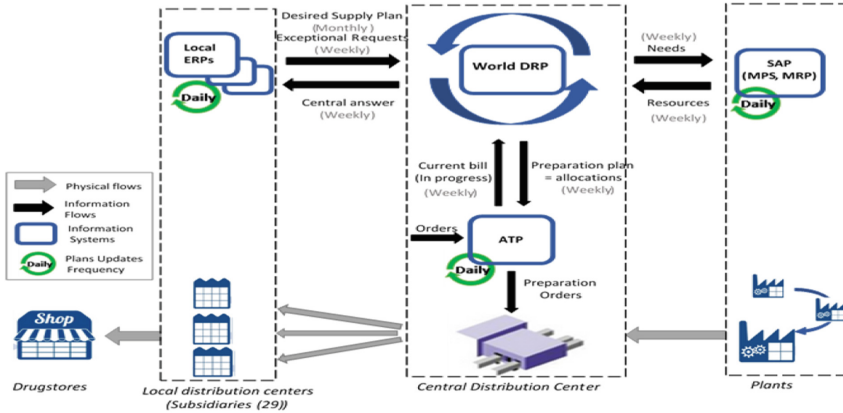 Desired Supply Plan
(Monthly)
Exceptional Requests
(Weekly)
Local
ERPs
Daily
Central answer
(Weekly)
World DRP
(Weekly)
Needs
Resources
(Weekly)
SAP
(MPS, MRP)
Daily
Current bill
(In progress)
(Weekly)
Preparation plan
= allocations
(Weekly)
Physical flows
Information
Flows
Information
Systems
Daily
Plans Updates
Frequency
Orders
ATP
Daily
Preparation
Orders
Shop
Drugstores
Local distribution centers
(Subsidiaries (29))
Central Distribution Center
Plants